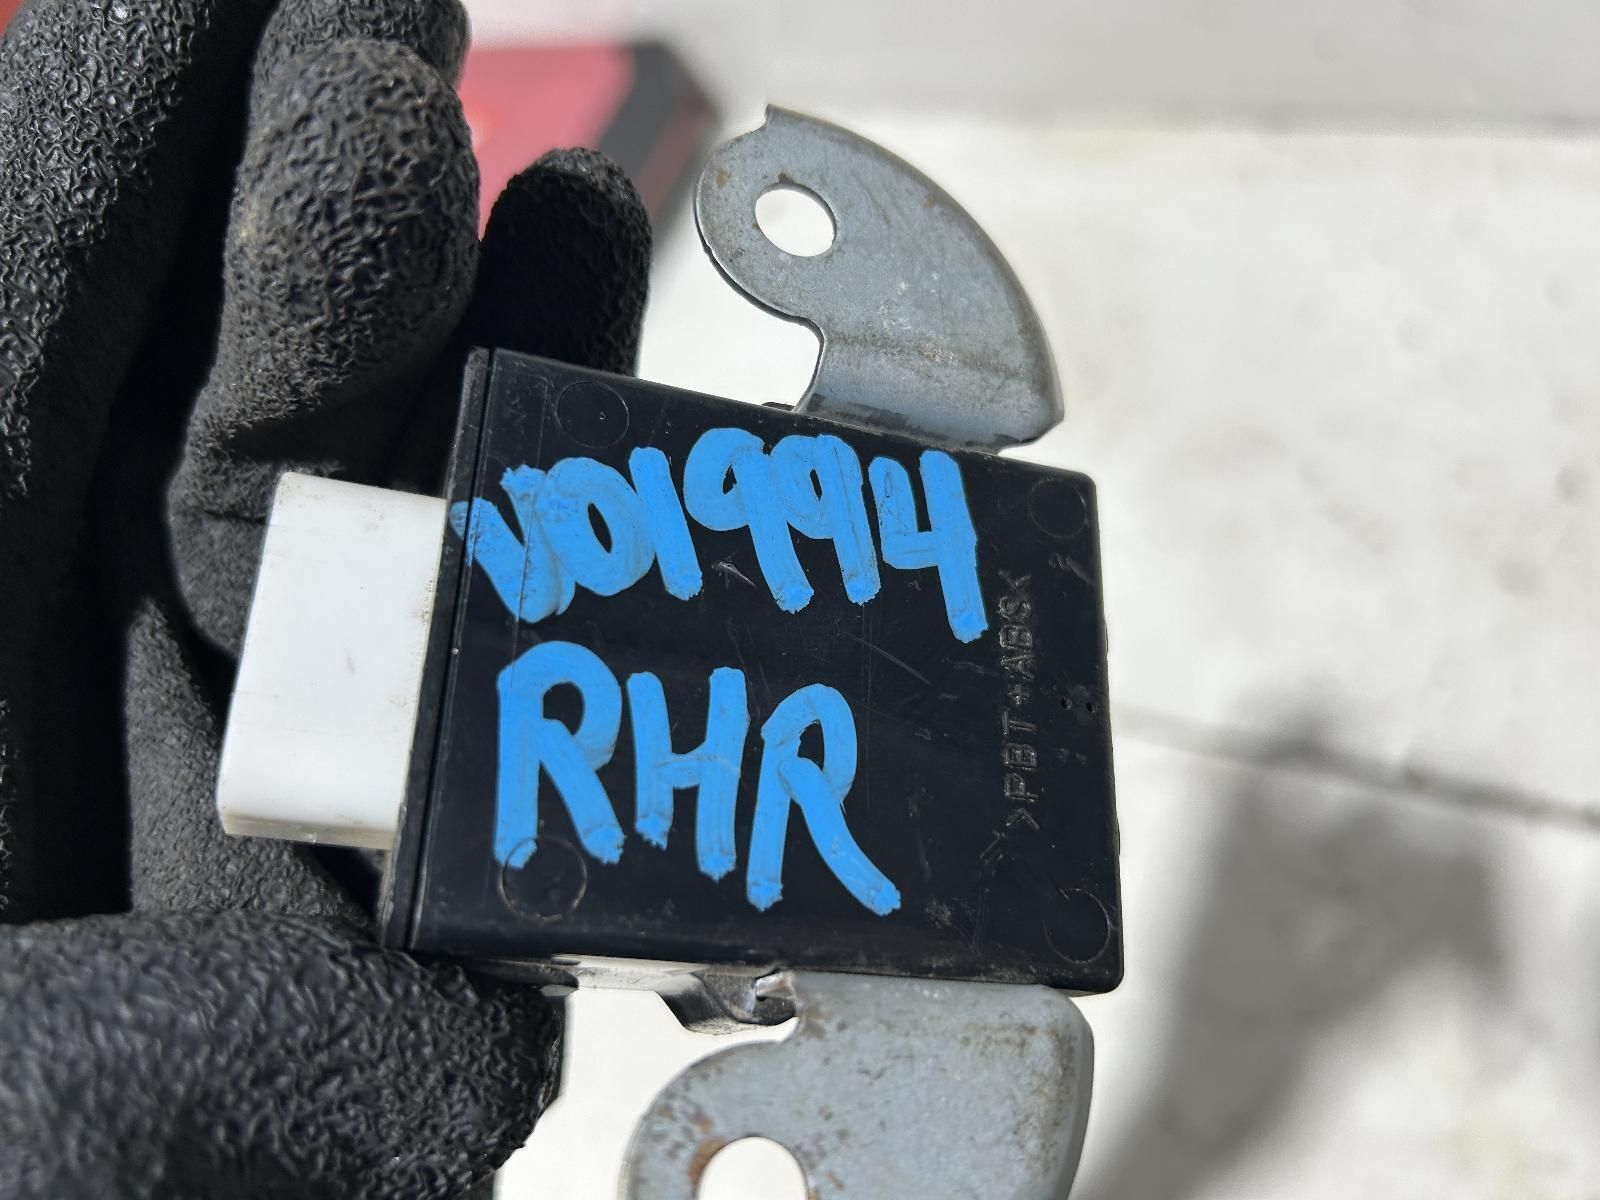 V01994
RHR
>PBT+ABS<